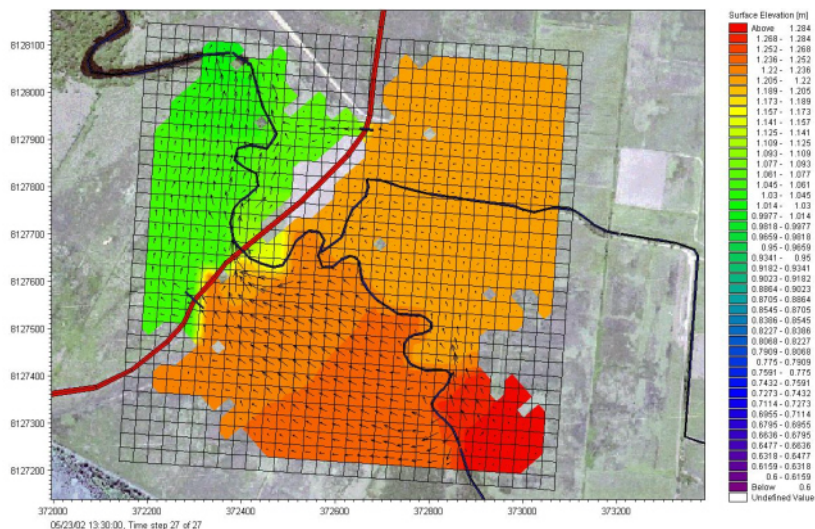 Surface Elevation [m]
Above 1.284
1.268 - 1.284
1.252 - 1.268
1.236 - 1.252
1.22 - 1.236
1.205 - 1.22
1.189 - 1.205
1.173 - 1.189
1.157 - 1.173
1.141 - 1.157
1.125 - 1.141
1.109 - 1.125
1.093 - 1.109
1.077 - 1.093
1.061 - 1.077
1.045 - 1.061
1.03 - 1.045
1.014 - 1.03
0.9977 - 1.014
0.9818 - 0.9977
0.9659 - 0.9818
0.95 - 0.9659
0.9341 - 0.95
0.9182 - 0.9341
0.9023 - 0.9182
0.8864 - 0.9023
0.8705 - 0.8864
0.8545 - 0.8705
0.8386 - 0.8545
0.8227 - 0.8386
0.8068 - 0.8227
0.7909 - 0.8068
0.775 - 0.7909
0.7591 - 0.775
0.7432 - 0.7591
0.7273 - 0.7432
0.7114 - 0.7273
0.6955 - 0.7114
0.6795 - 0.6955
0.6636 - 0.6795
0.6477 - 0.6636
0.6318 - 0.6477
0.6159 - 0.6318
0.6 - 0.6159
Below 0.6
Undefined Value
8128100
8128000
8127900
8127800
8127700
8127600
8127500
8127400
8127300
8127200
372000 372200 372400 372600 372800 373000 373200
05/23/02 13:30:00, Time step 27 of 27